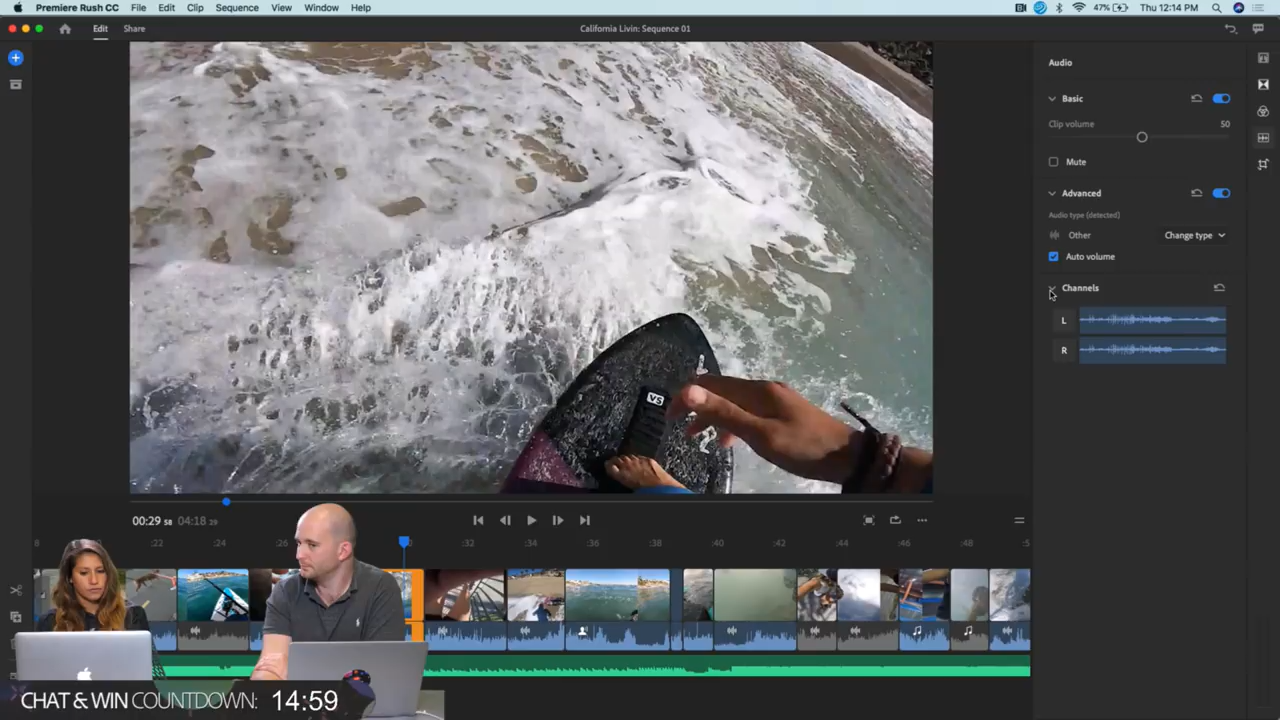 Premiere Rush CC File Edit Clip Sequence View Window Help 47% Thu 12:14 PM
Edit Share California Livin: Sequence 01
Audio
Basic
Clip volume 50
Mute
Advanced
Audio type (detected)
Other Change type
Auto volume
Channels
L
R
VS
00:29 58 04:18 29
:22 :24 :26 :32 :34 :36 :38 :40 :42 :44 :46 :48
CHAT & WIN COUNTDOWN: 14:59